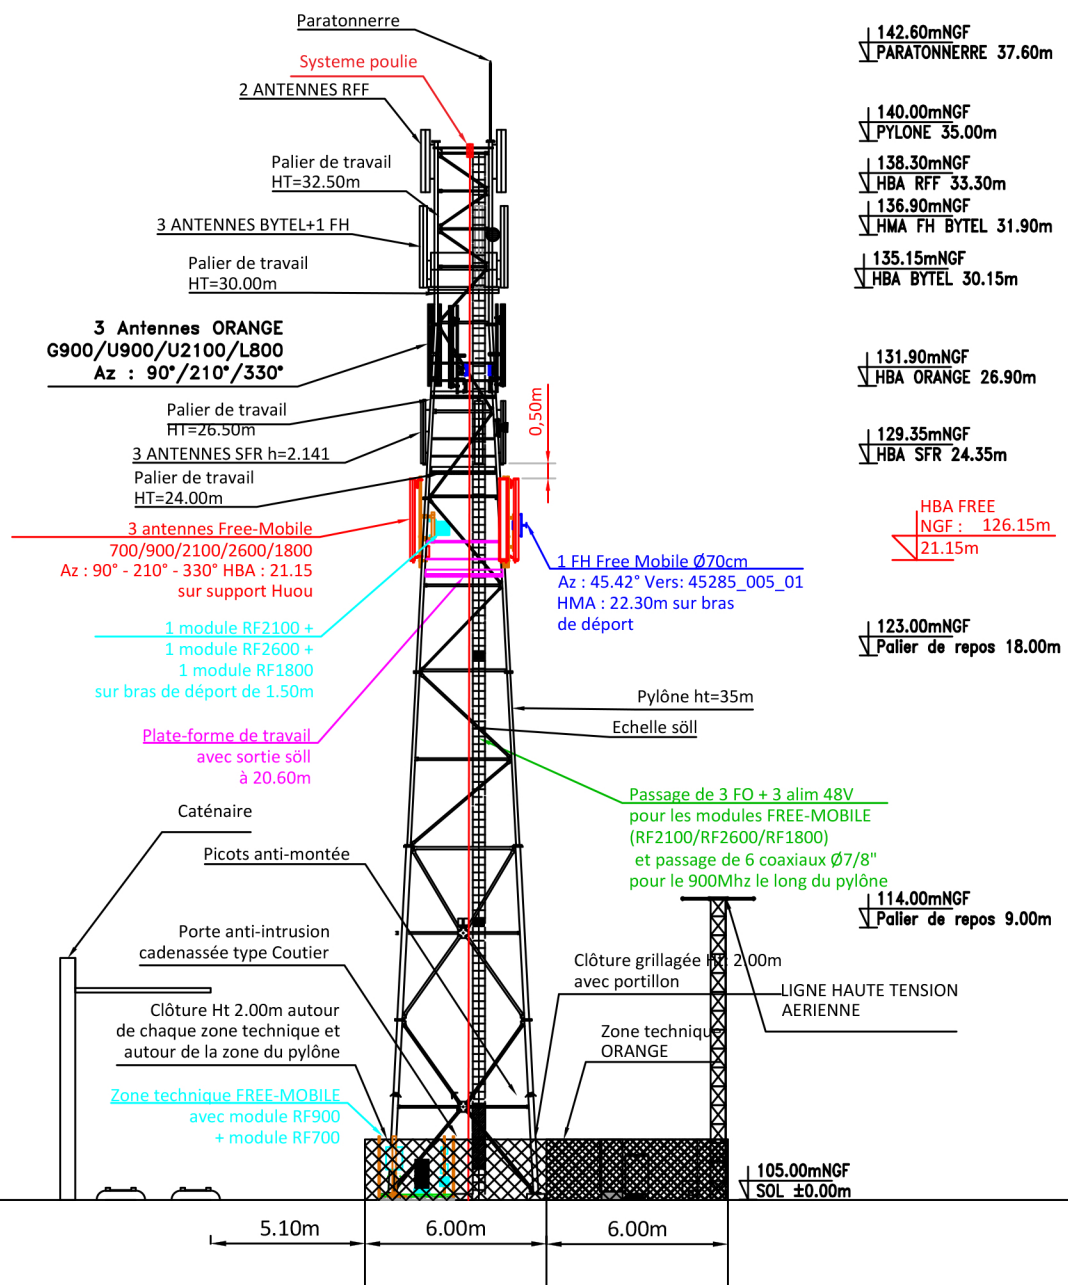 Paratonnerre
Systeme poulie
2 ANTENNES RFF
Palier de travail
HT=32.50m
3 ANTENNES BYTEL+1 FH
Palier de travail
HT=30.00m
3 Antennes ORANGE
G900/U900/U2100/L800
Az : 90°/210°/330°
Palier de travail
HT=26.50m
3 ANTENNES SFR h=2.141
Palier de travail
HT=24.00m
0,50m
3 antennes Free-Mobile
700/900/2100/2600/1800
Az : 90° - 210° - 330° HBA : 21.15
sur support Huou
1 module RF2100 +
1 module RF2600 +
1 module RF1800
sur bras de déport de 1.50m
Plate-forme de travail
avec sortie söll
à 20.60m
Caténaire
Picots anti-montée
Porte anti-intrusion
cadenassée type Coutier
Clôture Ht 2.00m autour
de chaque zone technique et
autour de la zone du pylône
Zone technique FREE-MOBILE
avec module RF900
+ module RF700
1 FH Free Mobile Ø70cm
Az : 45.42° Vers: 45285_005_01
HMA : 22.30m sur bras
de déport
Pylône ht=35m
Echelle söll
Passage de 3 FO + 3 alim 48V
pour les modules FREE-MOBILE
(RF2100/RF2600/RF1800)
et passage de 6 coaxiaux Ø7/8"
pour le 900Mhz le long du pylône
Clôture grillagée 2.00m
avec portillon
LIGNE HAUTE TENSION
AERIENNE
Zone technique
ORANGE
142.60mNGF
PARATONNERRE 37.60m
140.00mNGF
PYLONE 35.00m
138.30mNGF
HBA RFF 33.30m
136.90mNGF
HMA FH BYTEL 31.90m
135.15mNGF
HBA BYTEL 30.15m
131.90mNGF
HBA ORANGE 26.90m
129.35mNGF
HBA SFR 24.35m
HBA FREE
NGF : 126.15m
21.15m
123.00mNGF
Palier de repos 18.00m
114.00mNGF
Palier de repos 9.00m
105.00mNGF
SOL ±0.00m
5.10m
6.00m
6.00m